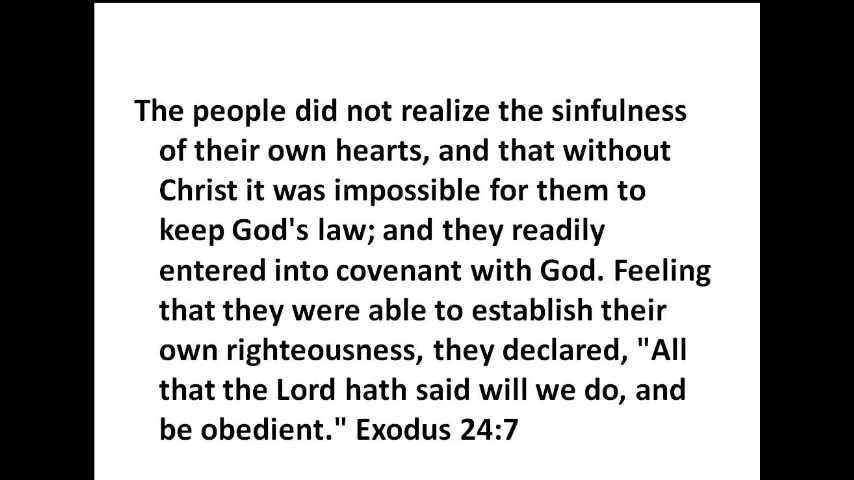 The people did not realize the sinfulness
of their own hearts, and that without
Christ it was impossible for them to
keep God's law; and they readily
entered into covenant with God. Feeling
that they were able to establish their
own righteousness, they declared, "All
that the Lord hath said will we do, and
be obedient." Exodus 24:7